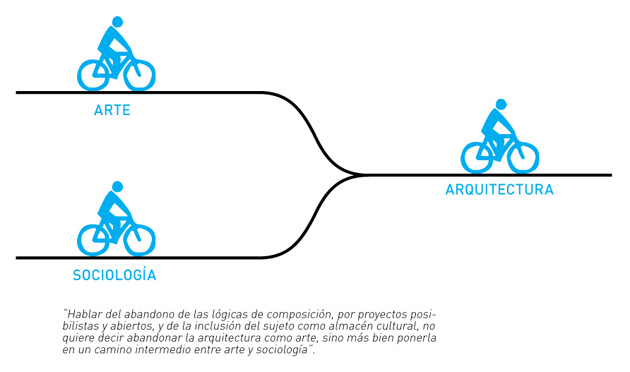 ARTE
ARQUITECTURA
SOCIOLOGÍA
"Hablar del abandono de las lógicas de composición, por proyectos posi-
bilistas y abiertos, y de la inclusión del sujeto como almacén cultural, no
quiere decir abandonar la arquitectura como arte, sino más bien ponerla
en un camino intermedio entre arte y sociología".